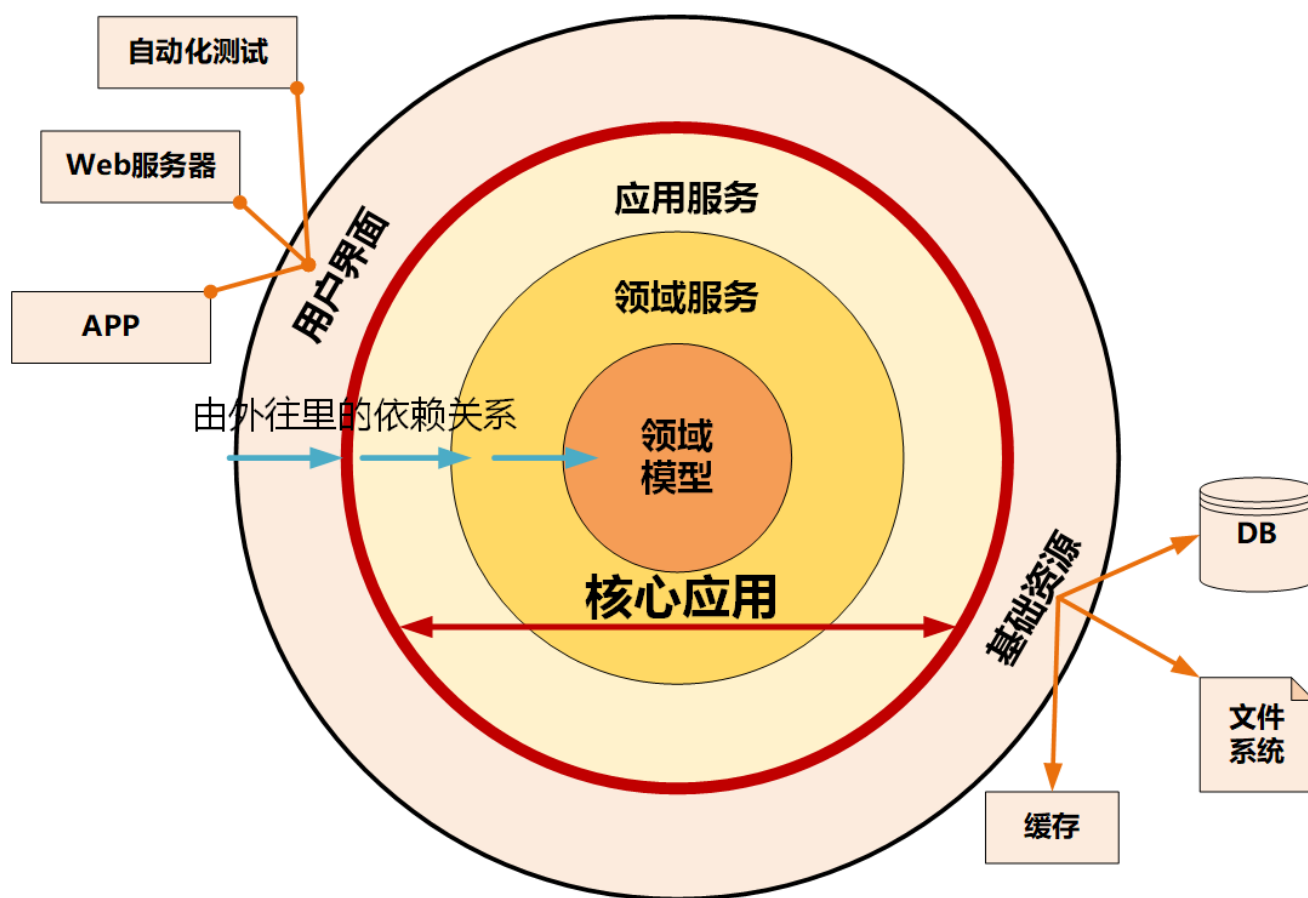 自动化测试
Web服务器
APP
用户界面
应用服务
领域服务
由外往里的依赖关系
领域
模型
核心应用
基础资源
DB
文件
系统
缓存